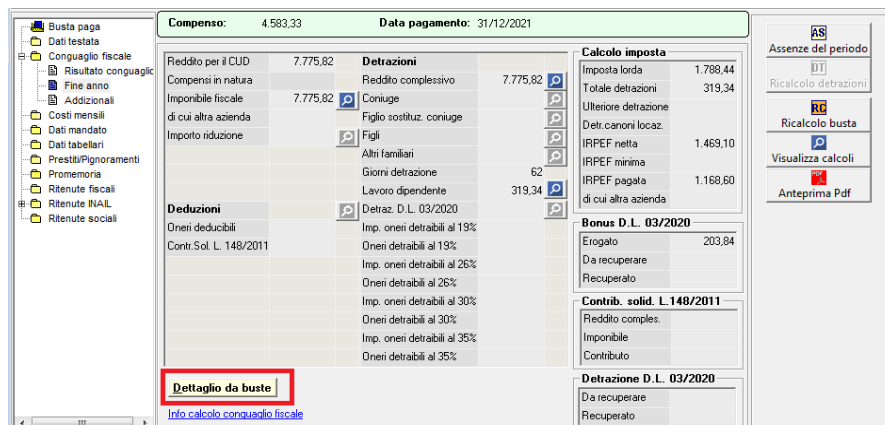 Busta paga
Dati testata
Conguaglio fiscale
Risultato conguaglic
Fine anno
Addizionali
Costi mensili
Dati mandato
Dati tabellari
Prestiti/Pignoramenti
Promemoria
Ritenute fiscali
Ritenute INAIL
Ritenute sociali
Compenso: 4.583,33 Data pagamento: 31/12/2021
Reddito per il CUD 7.775,82
Compensi in natura
Imponibile fiscale 7.775,82
di cui altra azienda
Importo riduzione
Deduzioni
Oneri deducibili
Contr.Sol. L. 148/2011
Detrazioni
Reddito complessivo 7.775,82
Coniuge
Figlio sostituz. coniuge
Figli
Altri familiari
Giorni detrazione 62
Lavoro dipendente 319,34
Detraz. D.L. 03/2020
Imp. oneri detraibili al 19%
Oneri detraibili al 19%
Imp. oneri detraibili al 26%
Oneri detraibili al 26%
Imp. oneri detraibili al 30%
Oneri detraibili al 30%
Imp. oneri detraibili al 35%
Oneri detraibili al 35%
Dettaglio da buste
Info calcolo conguaglio fiscale
Calcolo imposta
Imposta lorda 1.788,44
Totale detrazioni 319,34
Ulteriore detrazione
Detr.canoni locaz.
IRPEF netta 1.469,10
IRPEF minima
IRPEF pagata 1.168,60
di cui altra azienda
Bonus D.L. 03/2020
Erogato 203,84
Da recuperare
Recuperato
Contrib. solid. L.148/2011
Reddito comples.
Imponibile
Contributo
Detrazione D.L. 03/2020
Da recuperare
Recuperato
AS
Assenze del periodo
DT
Ricalcolo detrazioni
RC
Ricalcolo busta
Visualizza calcoli
PDF
Anteprima Pdf